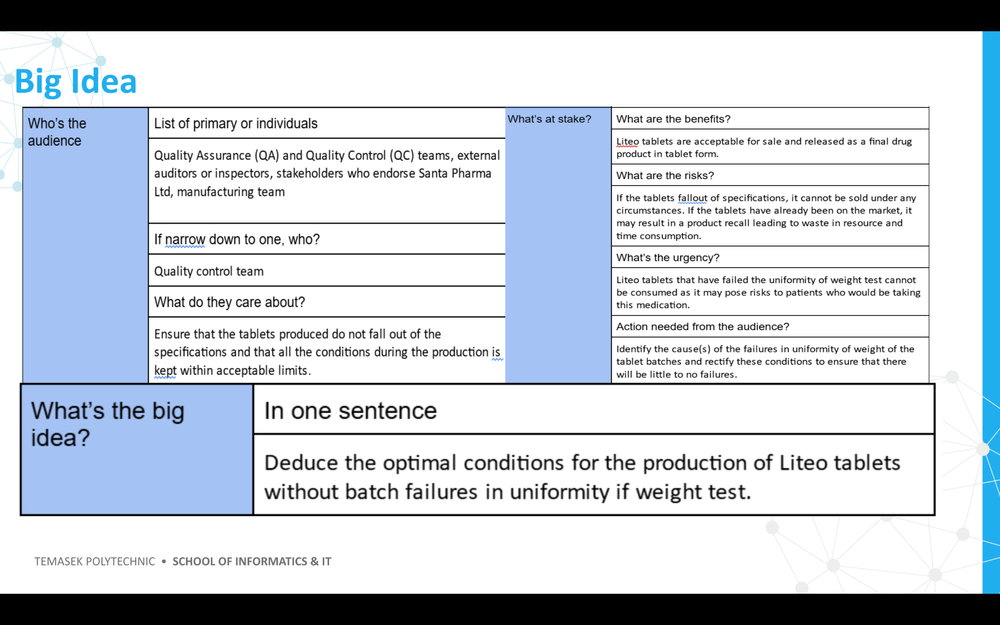 Big Idea
Who's the
audience
List of primary or individuals
Quality Assurance (QA) and Quality Control (QC) teams, external
auditors or inspectors, stakeholders who endorse Santa Pharma
Ltd, manufacturing team
If narrow down to one, who?
Quality control team
What do they care about?
Ensure that the tablets produced do not fall out of the
specifications and that all the conditions during the production is
kept within acceptable limits.
What's at stake?
What are the benefits?
Liteo tablets are acceptable for sale and released as a final drug
product in tablet form.
What are the risks?
If the tablets fallout of specifications, it cannot be sold under any
circumstances. If the tablets have already been on the market, it
may result in a product recall leading to waste in resource and
time consumption.
What's the urgency?
Liteo tablets that have failed the uniformity of weight test cannot
be consumed as it may pose risks to patients who would be taking
this medication.
Action needed from the audience?
Identify the cause(s) of the failures in uniformity of weight of the
tablet batches and rectify these conditions to ensure that there
will be little to no failures.
What's the big
idea?
In one sentence
Deduce the optimal conditions for the production of Liteo tablets
without batch failures in uniformity if weight test.
TEMASEK POLYTECHNIC • SCHOOL OF INFORMATICS & IT